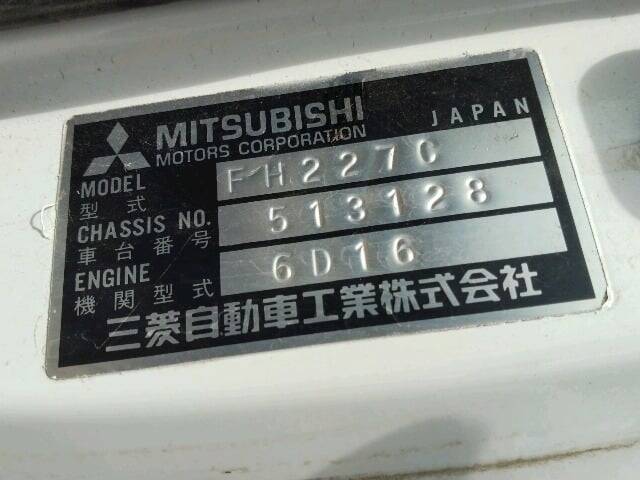 MITSUBISHI JAPAN
MOTORS CORPORATION
MODEL FH227C
型式
CHASSIS NO. 513128
車台番号
ENGINE 6D16
機関型式
三菱自動車工業株式会社